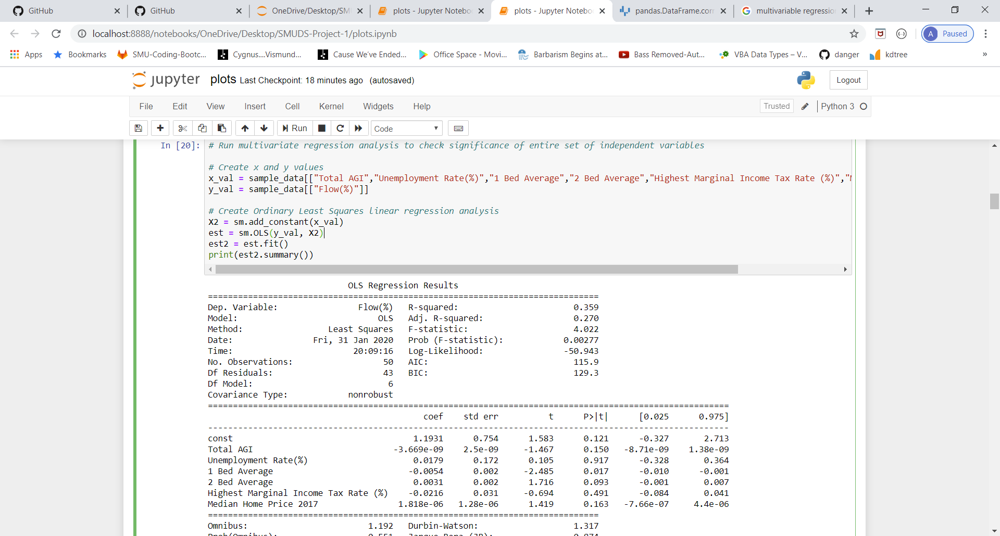 GitHub GitHub OneDrive/Desktop/SM plots - Jupyter Notebo plots - Jupyter Notebo pandas.DataFrame.corr multivariable regressio
localhost:8888/notebooks/OneDrive/Desktop/SMUDS-Project-1/plots.ipynb A Paused
Apps Bookmarks SMU-Coding-Bootc... Cygnus....Vismund... Cause We've Ended... Office Space - Movi... Barbarism Begins at... Bass Removed-Aut... VBA Data Types – V... danger kdtree »
jupyter plots Last Checkpoint: 18 minutes ago (autosaved) Logout
File Edit View Insert Cell Kernel Widgets Help Trusted Python 3
Run Code
In [20]: # Run multivariate regression analysis to check significance of entire set of independent variables
# Create x and y values
x_val = sample_data[["Total AGI","Unemployment Rate(%)","1 Bed Average","2 Bed Average","Highest Marginal Income Tax Rate (%)","
y_val = sample_data[["Flow(%)"]]
# Create Ordinary Least Squares linear regression analysis
X2 = sm.add_constant(x_val)
est = sm.OLS(y_val, X2)
est2 = est.fit()
print(est2.summary())
OLS Regression Results
==============================================================================
Dep. Variable: Flow(%) R-squared: 0.359
Model: OLS Adj. R-squared: 0.270
Method: Least Squares F-statistic: 4.022
Date: Fri, 31 Jan 2020 Prob (F-statistic): 0.00277
Time: 20:09:16 Log-Likelihood: -50.943
No. Observations: 50 AIC: 115.9
Df Residuals: 43 BIC: 129.3
Df Model: 6
Covariance Type: nonrobust
========================================================================================================
coef std err t P>|t| [0.025 0.975]
--------------------------------------------------------------------------------------------------------
const 1.1931 0.754 1.583 0.121 -0.327 2.713
Total AGI -3.669e-09 2.5e-09 -1.467 0.150 -8.71e-09 1.38e-09
Unemployment Rate(%) 0.0179 0.172 0.105 0.917 -0.328 0.364
1 Bed Average -0.0054 0.002 -2.485 0.017 -0.010 -0.001
2 Bed Average 0.0031 0.002 1.716 0.093 -0.001 0.007
Highest Marginal Income Tax Rate (%) -0.0216 0.031 -0.694 0.491 -0.084 0.041
Median Home Price 2017 1.818e-06 1.28e-06 1.419 0.163 -7.66e-07 4.4e-06
==============================================================================
Omnibus: 1.192 Durbin-Watson: 1.317
Prob(Omnibus): 0.551 Jarque-Bera (JB): 0.874